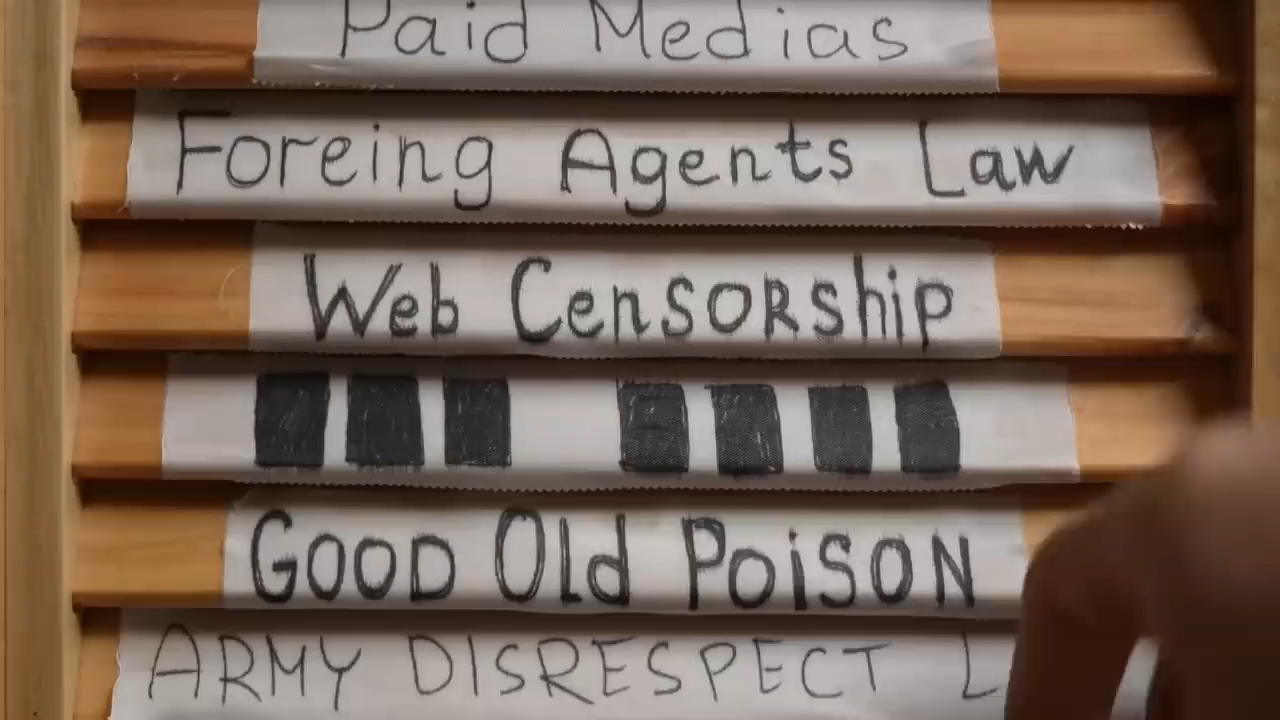 Paid Medias
Foreing Agents Law
Web Censorship
Good Old Poison
ARMY DISRESPECT L